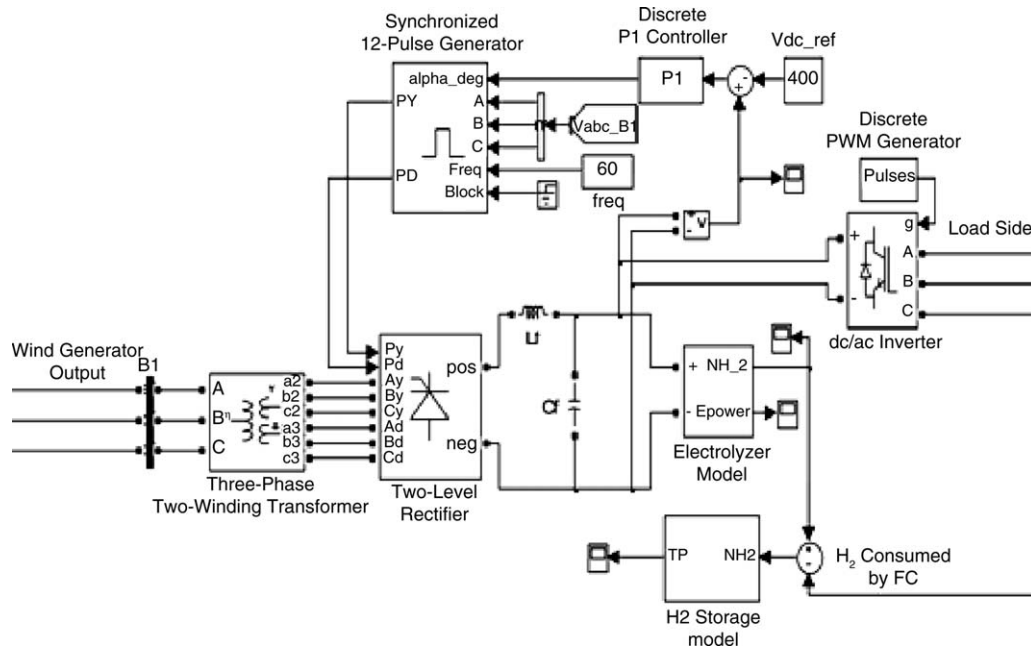 Synchronized
12-Pulse Generator
Discrete
P1 Controller
Vdc_ref
alpha_deg
P1
-
+
400
PY
A
B
C
Vabc_B1
Discrete
PWM Generator
Freq
60
Pulses
PD
Block
freq
+
-
V
g
Load Side
+
A
B
-
C
dc/ac Inverter
Wind Generator
Output
B1
Py
Pd
pos
Lf
A
a2
Ay
B
b2
By
c2
Cy
a3
Ad
C
b3
Bd
c3
Cd
neg
Cf
+
NH_2
-
Epower
Electrolyzer
Model
Three-Phase
Two-Winding Transformer
Two-Level
Rectifier
TP
NH2
+
-
H₂ Consumed
by FC
H2 Storage
model